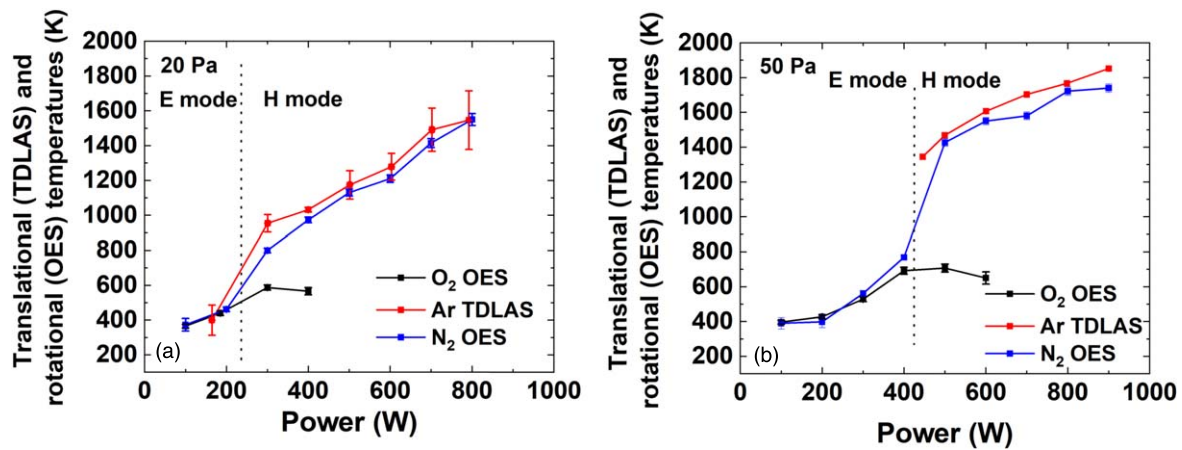 Translational (TDLAS) and
rotational (OES) temperatures (K)
2000
1800
1600
1400
1200
1000
800
600
400
20 Pa
E mode
H mode
O2 OES
Ar TDLAS
N2 OES
(a)
0 200 400 600 800 1000
Power (W)
Translational (TDLAS) and
rotational (OES) temperatures (K)
2000
1800
1600
1400
1200
1000
800
600
400
50 Pa
E mode
H mode
O2 OES
Ar TDLAS
N2 OES
(b)
0 200 400 600 800 1000
Power (W)